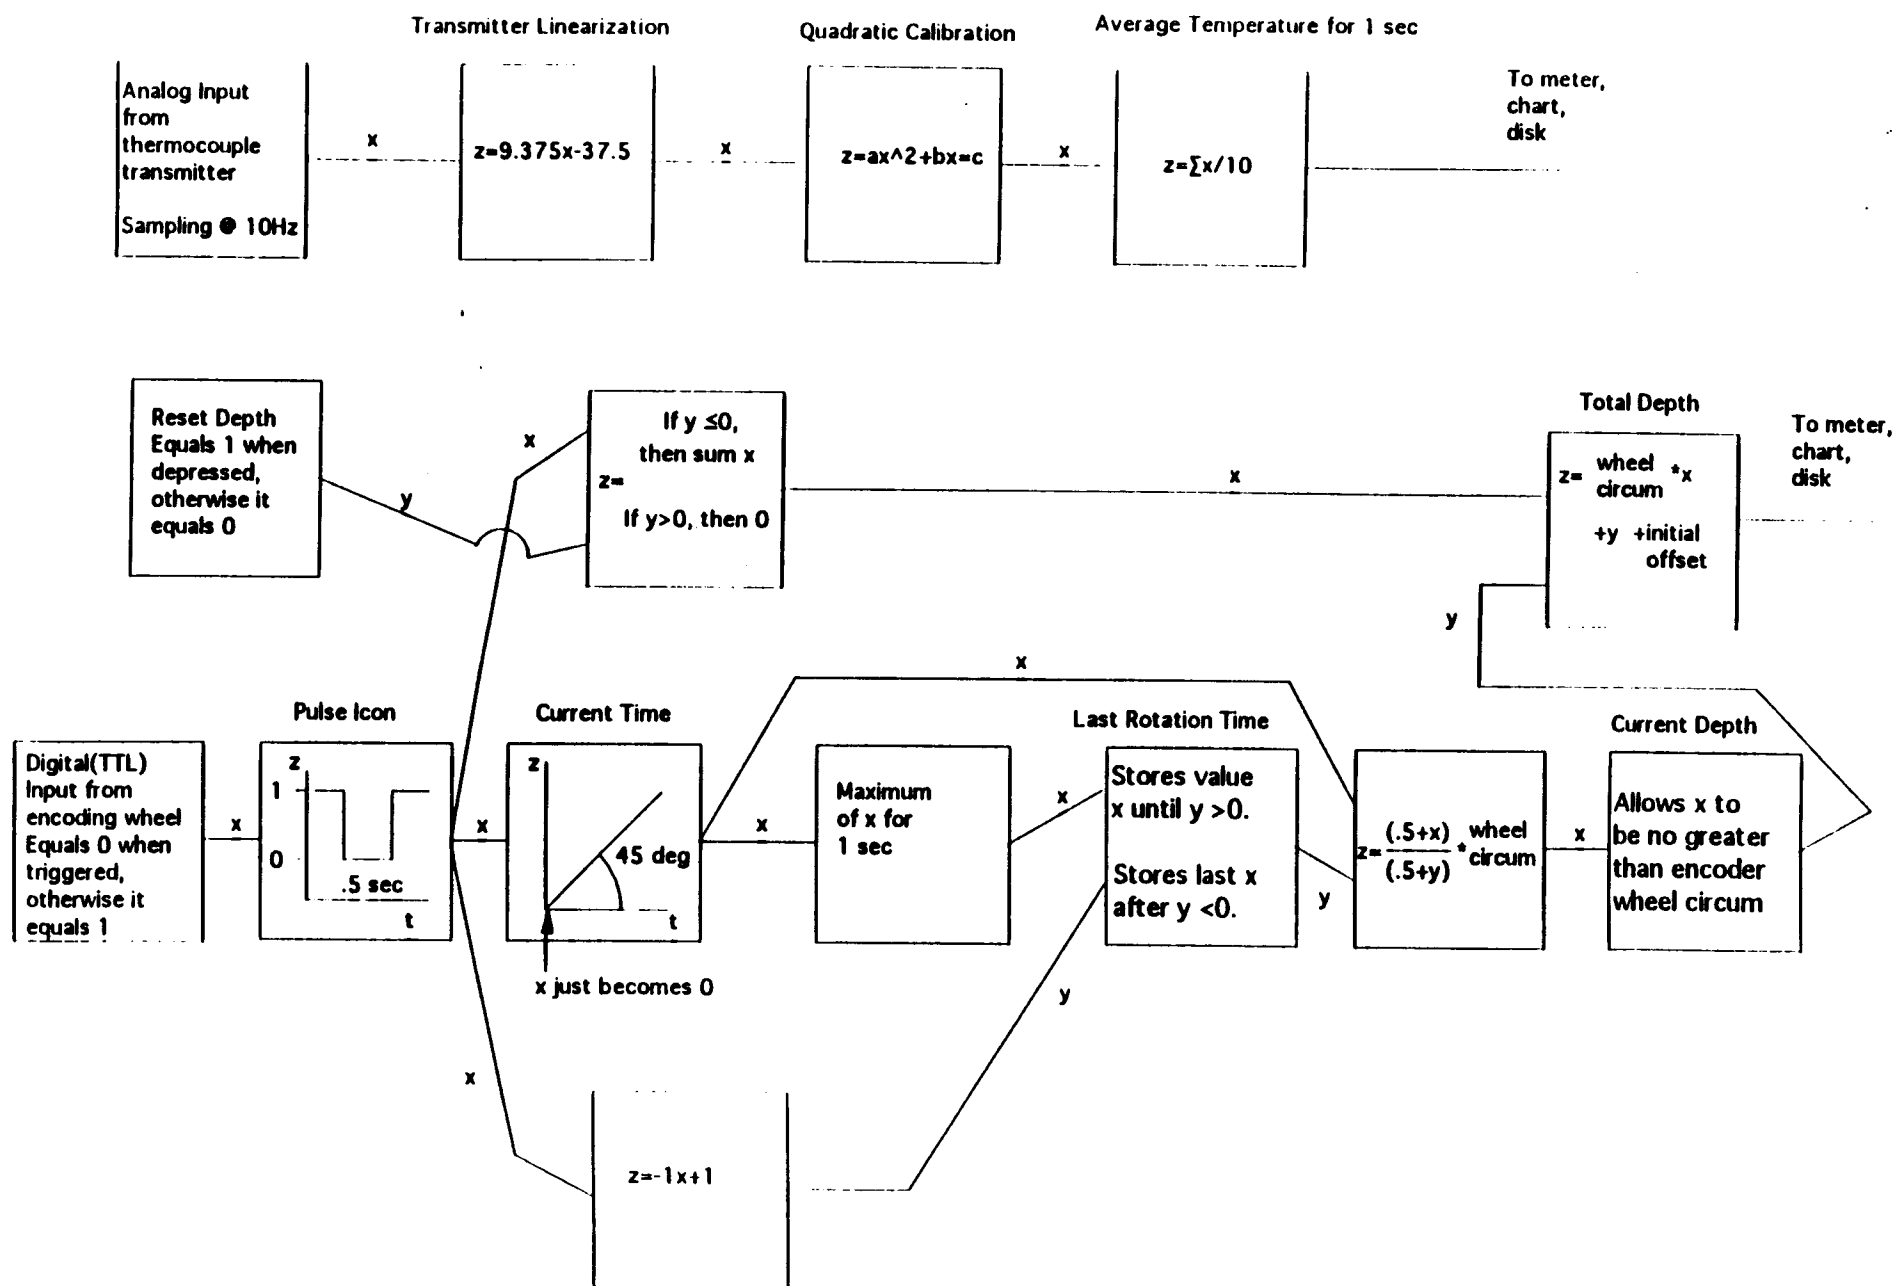 Transmitter Linearization
Quadratic Calibration
Average Temperature for 1 sec
Analog Input
from
thermocouple
transmitter
Sampling @ 10Hz
x
z=9.375x-37.5
x
z=ax^2+bx=c
x
z=∑x/10
To meter,
chart,
disk
Reset Depth
Equals 1 when
depressed,
otherwise it
equals 0
y
x
If y ≤0,
then sum x
z=
If y>0, then 0
x
Total Depth
z= wheel circum *x
+y +initial
offset
To meter,
chart,
disk
y
x
Digital(TTL)
Input from
encoding wheel
Equals 0 when
triggered,
otherwise it
equals 1
x
Pulse Icon
z
1
0
.5 sec
t
x
Current Time
z
45 deg
t
x just becomes 0
x
Maximum
of x for
1 sec
x
Last Rotation Time
Stores value
x until y >0.
Stores last x
after y <0.
y
z= (.5+x) / (.5+y) * wheel circum
x
Current Depth
Allows x to
be no greater
than encoder
wheel circum
x
z=-1x+1
y